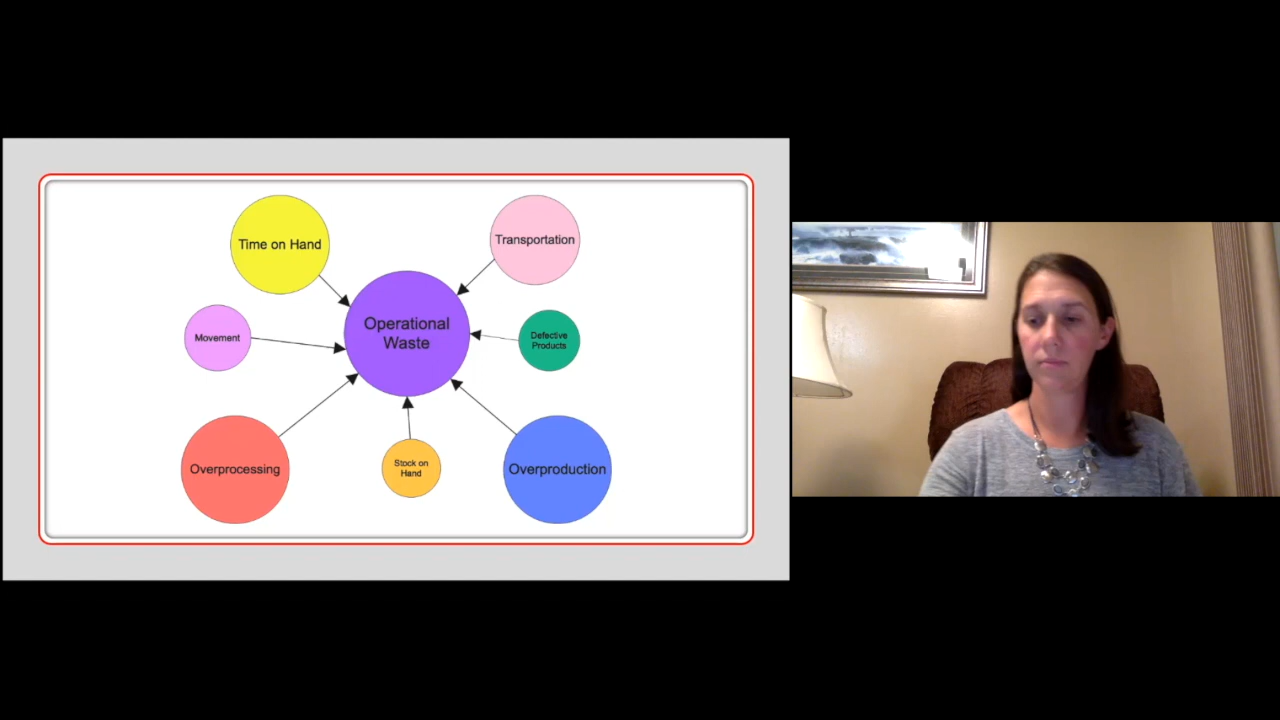 Time on Hand
Transportation
Operational
Waste
Movement
Defective
Products
Overprocessing
Stock on
Hand
Overproduction